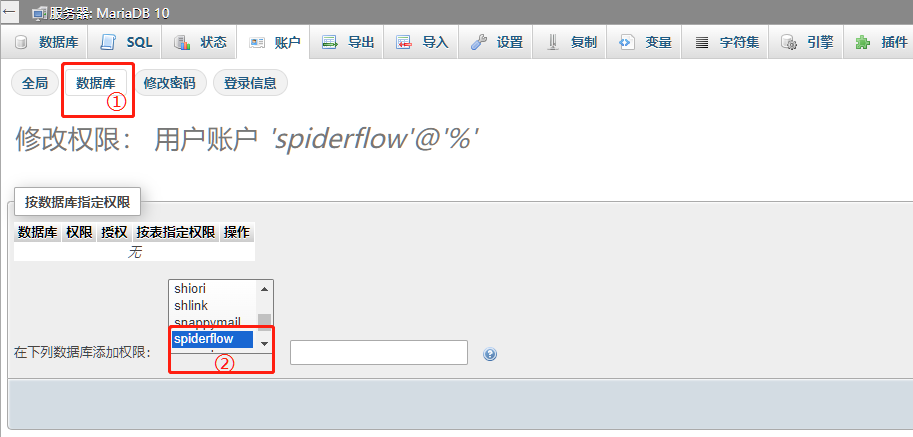 服务器: MariaDB 10
数据库 SQL 状态 账户 导出 导入 设置 复制 变量 字符集 引擎 插件
全局 数据库 修改密码 登录信息
①
修改权限： 用户账户 'spiderflow'@'%'
按数据库指定权限
数据库 权限 授权 按表指定权限 操作
无
shiori
shlink
snappymail
spiderflow
在下列数据库添加权限：
②